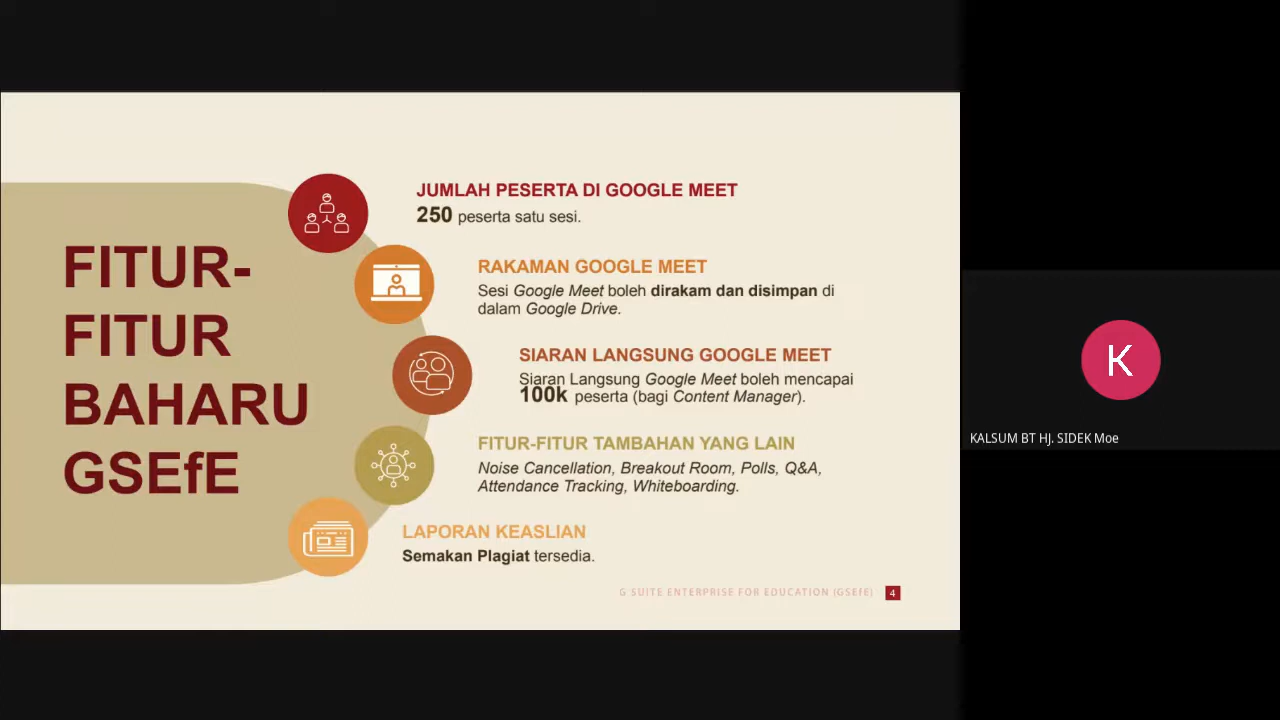 FITUR-
FITUR
BAHARU
GSEfE
JUMLAH PESERTA DI GOOGLE MEET
250 peserta satu sesi.
RAKAMAN GOOGLE MEET
Sesi Google Meet boleh dirakam dan disimpan di
dalam Google Drive.
SIARAN LANGSUNG GOOGLE MEET
Siaran Langsung Google Meet boleh mencapai
100k peserta (bagi Content Manager).
FITUR-FITUR TAMBAHAN YANG LAIN
Noise Cancellation, Breakout Room, Polls, Q&A,
Attendance Tracking, Whiteboarding.
LAPORAN KEASLIAN
Semakan Plagiat tersedia.
G SUITE ENTERPRISE FOR EDUCATION (GSEfE) 4
K
KALSUM BT HJ. SIDEK Moe